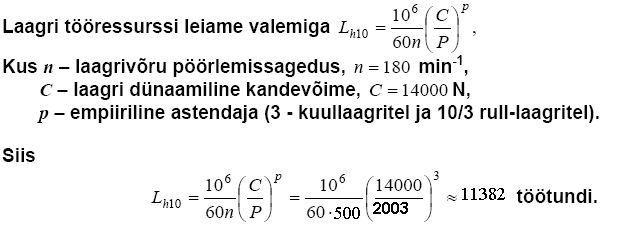 Laagri tööressurssi leiame valemiga L_{h10} = \frac{10^6}{60n} \left( \frac{C}{P} \right)^p,
Kus n – laagrivõru pöörlemissagedus, n = 180 min^{-1},
C – laagri dünaamiline kandevõime, C = 14000 N,
p – empiiriline astendaja (3 - kuullaagritel ja 10/3 rull-laagritel).
Siis
L_{h10} = \frac{10^6}{60n} \left( \frac{C}{P} \right)^p = \frac{10^6}{60 \cdot 500} \left( \frac{14000}{2003} \right)^3 ≈ 11382 töötundi.